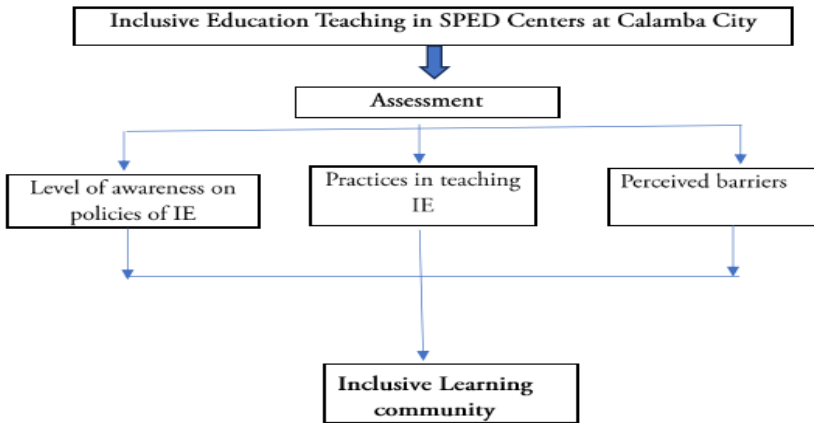 Inclusive Education Teaching in SPED Centers at Calamba City
Assessment
Level of awareness on
policies of IE
Practices in teaching
IE
Perceived barriers
Inclusive Learning
community